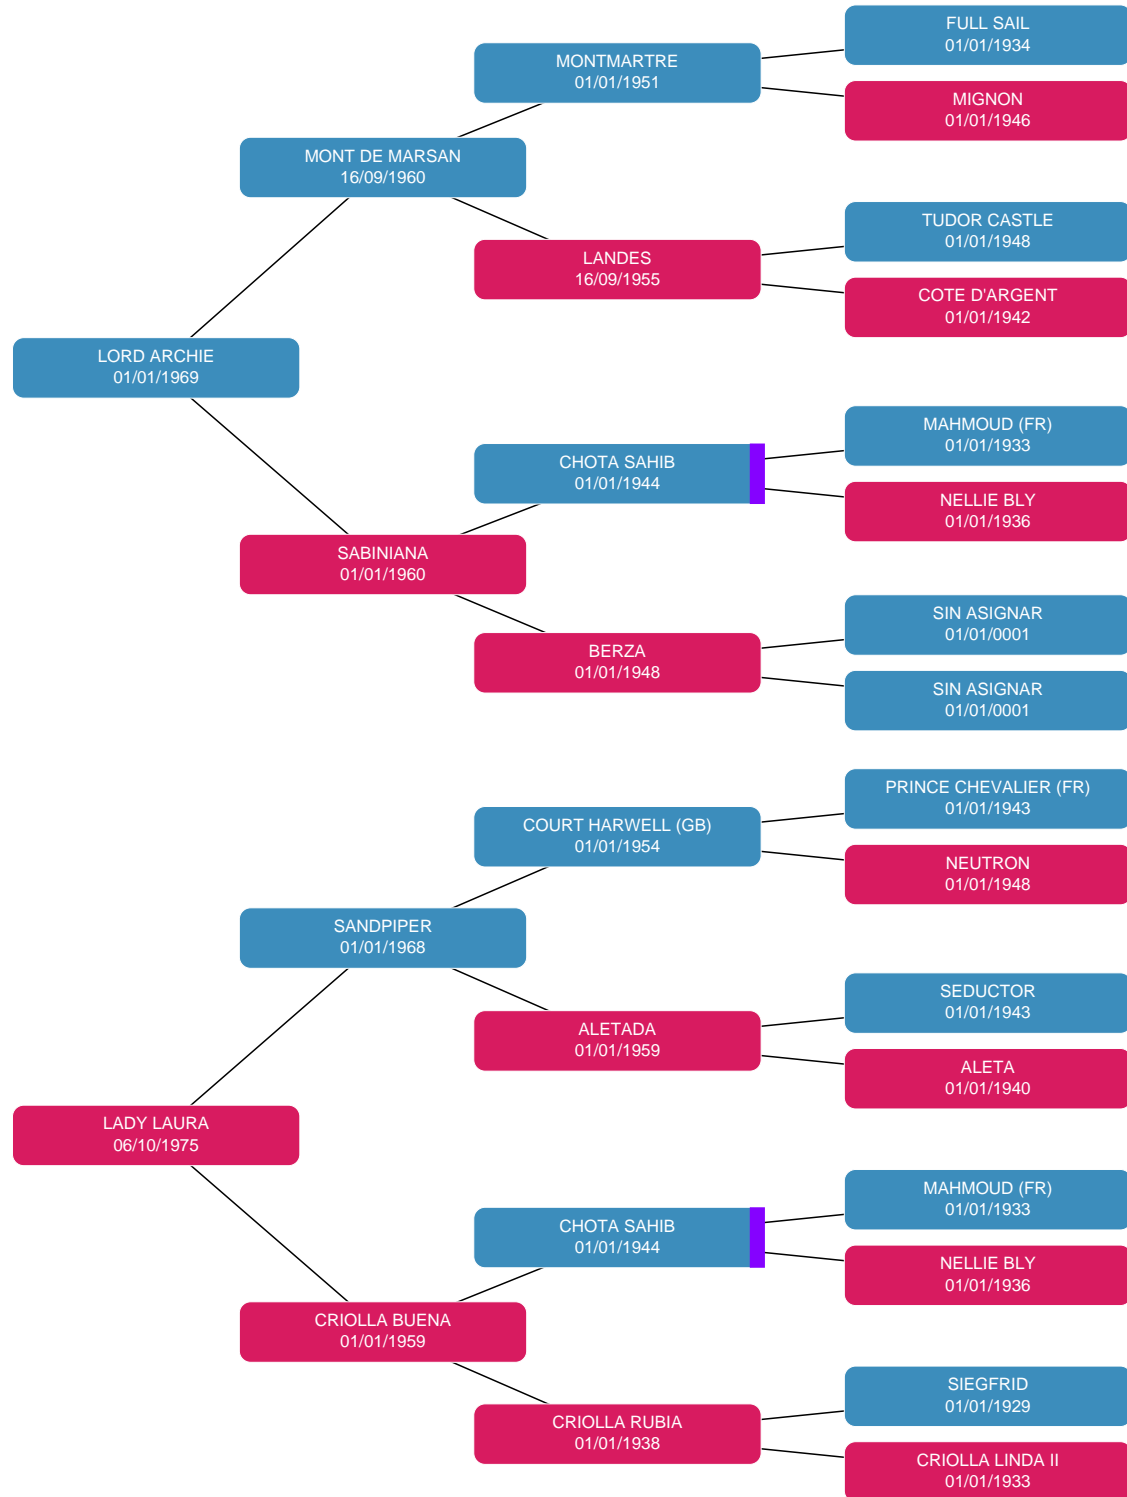 FULL SAIL
01/01/1934
MONTMARTRE
01/01/1951
MIGNON
01/01/1946
MONT DE MARSAN
16/09/1960
TUDOR CASTLE
01/01/1948
LANDES
16/09/1955
COTE D'ARGENT
01/01/1942
LORD ARCHIE
01/01/1969
MAHMOUD (FR)
01/01/1933
CHOTA SAHIB
01/01/1944
NELLIE BLY
01/01/1936
SABINIANA
01/01/1960
SIN ASIGNAR
01/01/0001
BERZA
01/01/1948
SIN ASIGNAR
01/01/0001
PRINCE CHEVALIER (FR)
01/01/1943
COURT HARWELL (GB)
01/01/1954
NEUTRON
01/01/1948
SANDPIPER
01/01/1968
SEDUCTOR
01/01/1943
ALETADA
01/01/1959
ALETA
01/01/1940
LADY LAURA
06/10/1975
MAHMOUD (FR)
01/01/1933
CHOTA SAHIB
01/01/1944
NELLIE BLY
01/01/1936
CRIOLLA BUENA
01/01/1959
SIEGFRID
01/01/1929
CRIOLLA RUBIA
01/01/1938
CRIOLLA LINDA II
01/01/1933